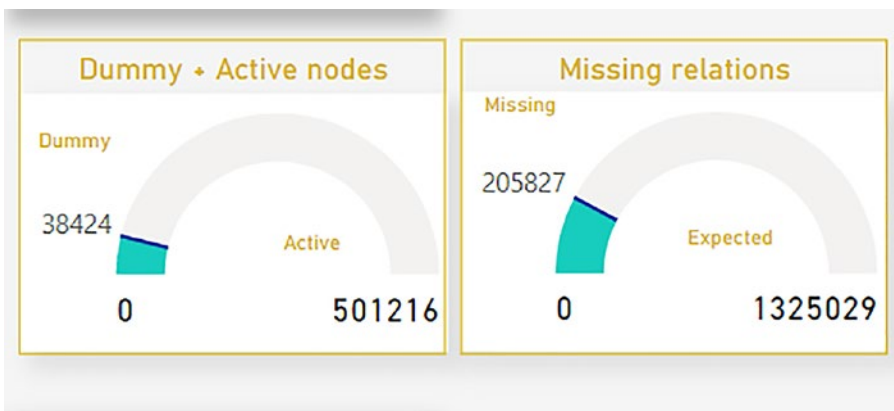 Dummy + Active nodes
Dummy
38424
Active
0
501216
Missing relations
Missing
205827
Expected
0
1325029